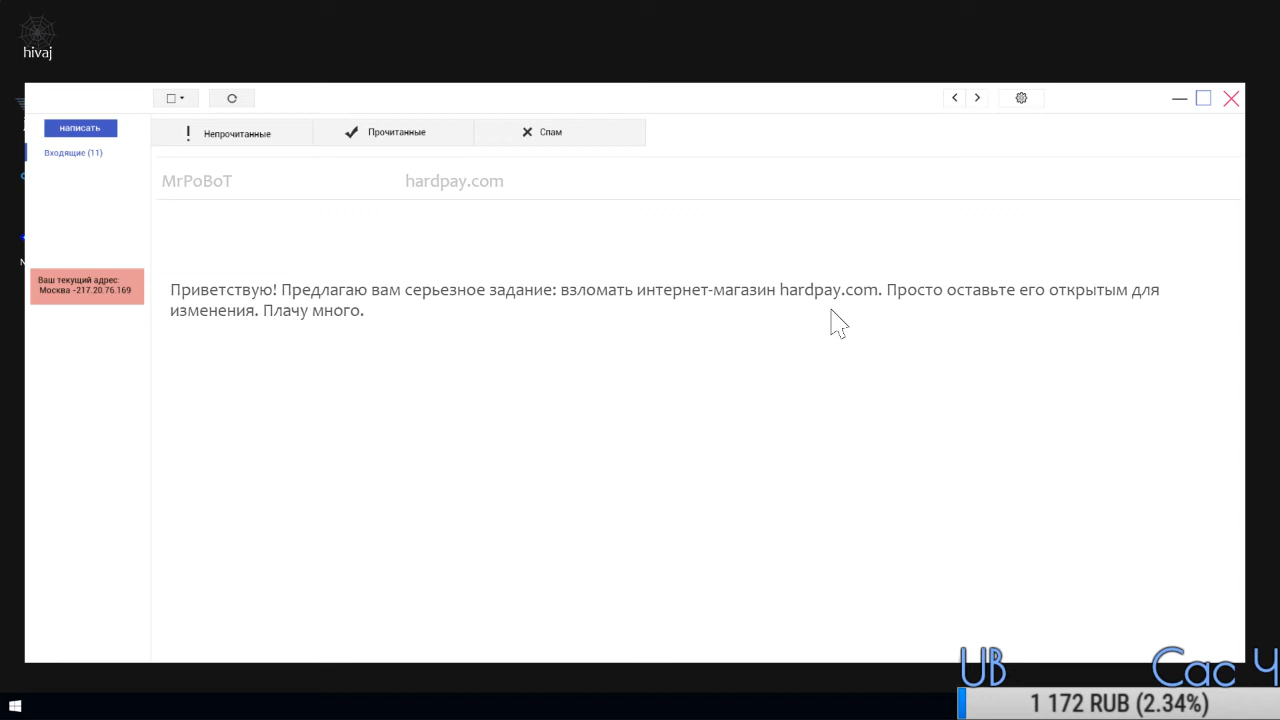 hivaj
написать
Входящие (11)
Непрочитанные
Прочитанные
Спам
MrPoBoT
hardpay.com
Ваш текущий адрес:
Москва -217.20.76.169
Приветствую! Предлагаю вам серьезное задание: взломать интернет-магазин hardpay.com. Просто оставьте его открытым для
изменения. Плачу много.
UB
Сас Ч
1 172 RUB (2.34%)